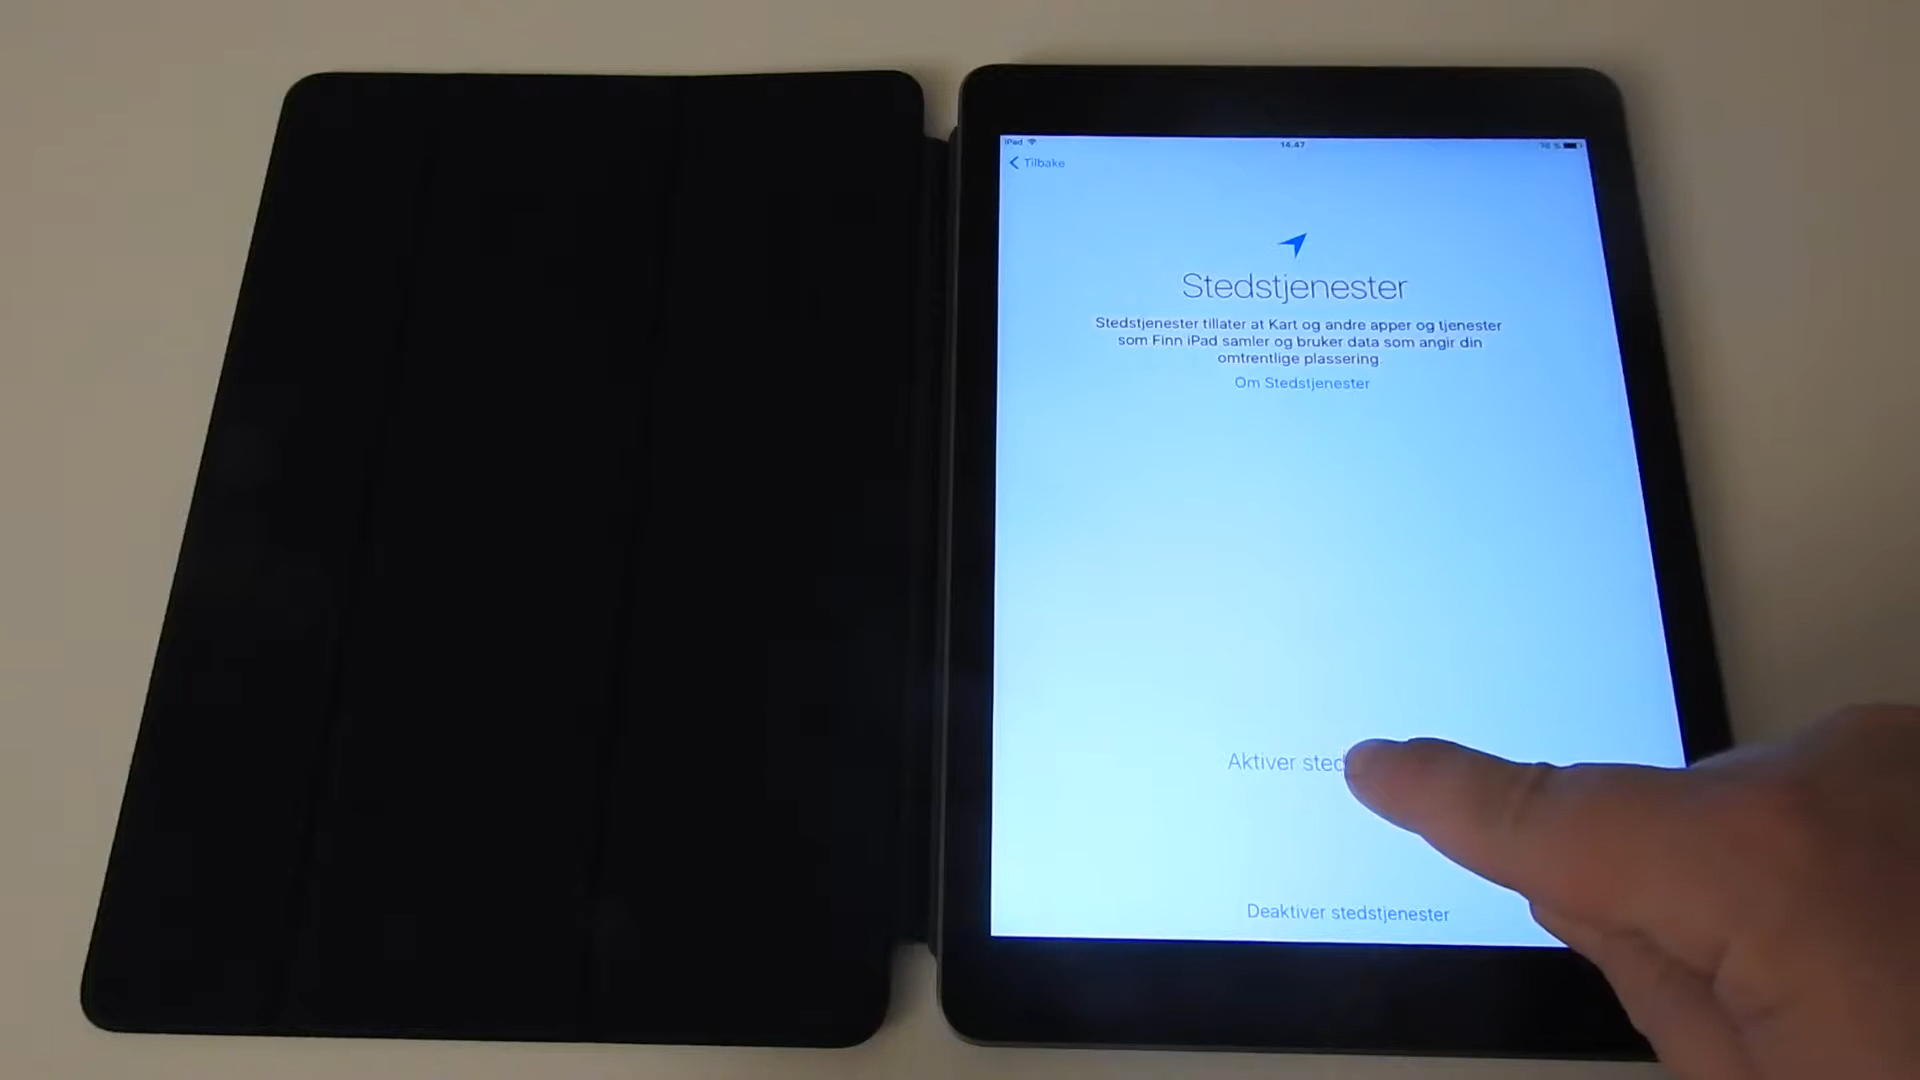 iPad
14.47
Tilbake
Stedstjenester
Stedstjenester tillater at Kart og andre apper og tjenester
som Finn iPad samler og bruker data som angir din
omtrentlige plassering.
Om Stedstjenester
Aktiver sted
Deaktiver stedstjenester